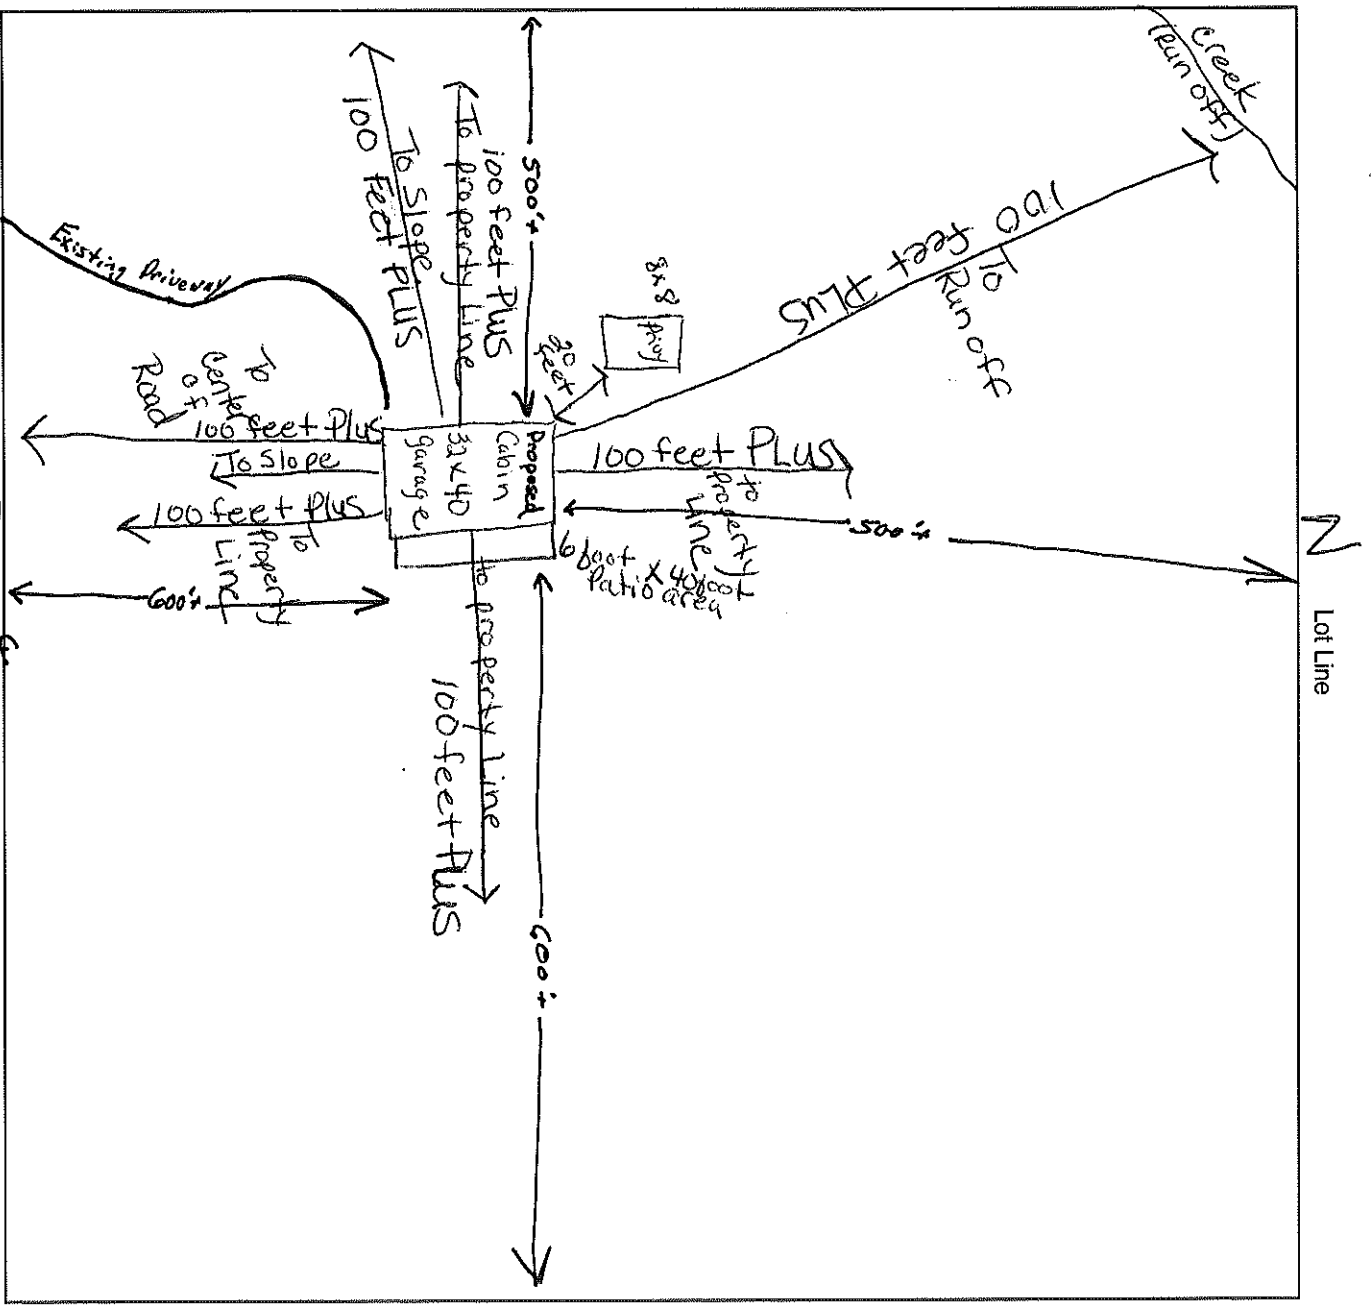 Creek
(Run off)
100 feet PLUS
To
Run off
500'±
100 feet PLUS
To property Line
To Slope
100 Feet PLUS
Existing Driveway
8x8
Privy
20
feet
To
Center
of
Road
100 feet Plus
To Slope
100 feet Plus
To
Property
Line
600'±
Proposed
Cabin
32x40
garage
100 feet PLUS
to
Property
Line
500'±
6 foot X 40 foot
Patio area
to property Line
100 feet PLUS
600'±
N
Lot Line